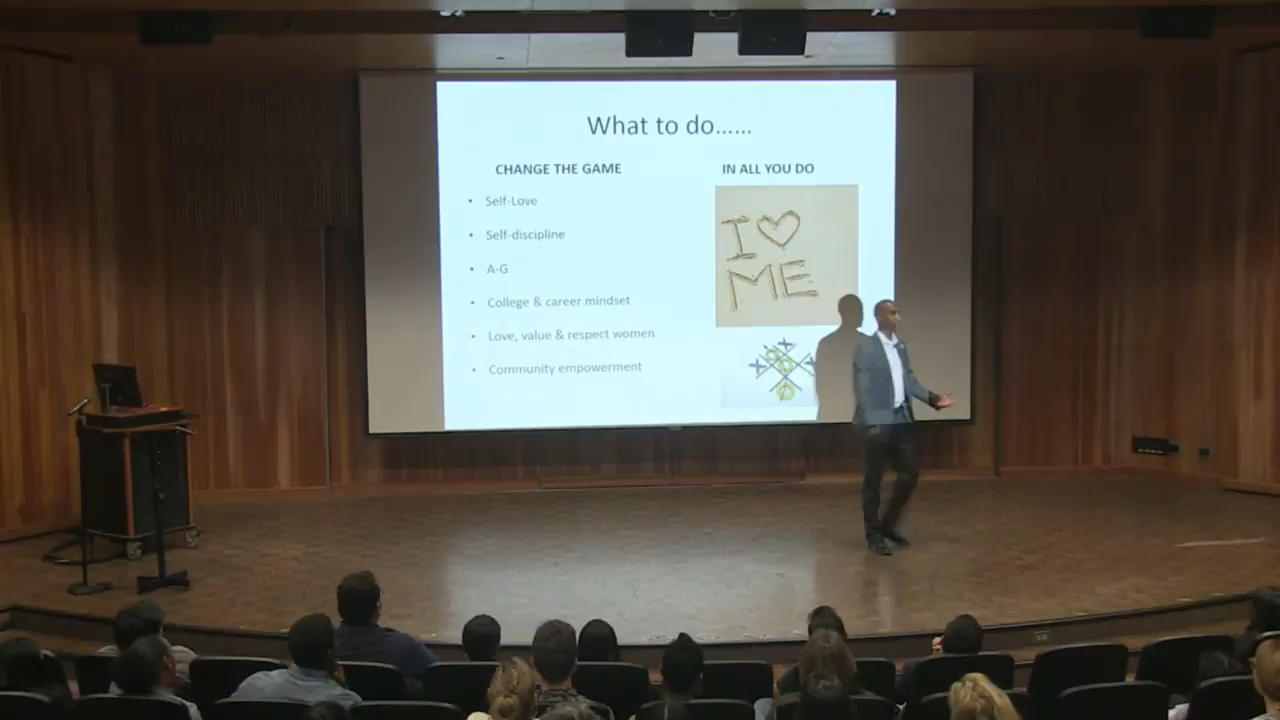 What to do......
CHANGE THE GAME
• Self-Love
• Self-discipline
• A-G
• College & career mindset
• Love, value & respect women
• Community empowerment
IN ALL YOU DO
I ♡
ME